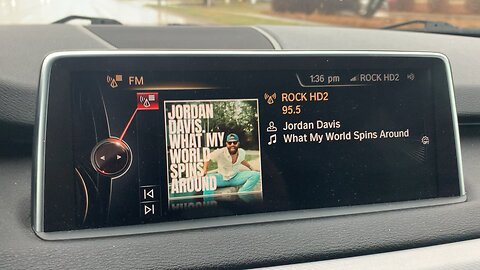 FM
1:36 pm
ROCK HD2
ROCK HD2
95.5
Jordan Davis
What My World Spins Around
JORDAN
DAVIS,
WHAT MY
WORLD
SPINS
AROUND